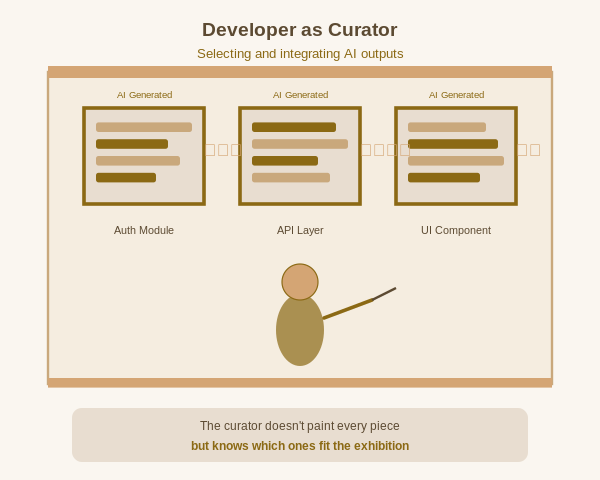 Developer as Curator
Selecting and integrating AI outputs
AI Generated AI Generated AI Generated
Auth Module API Layer UI Component
The curator doesn't paint every piece
but knows which ones fit the exhibition